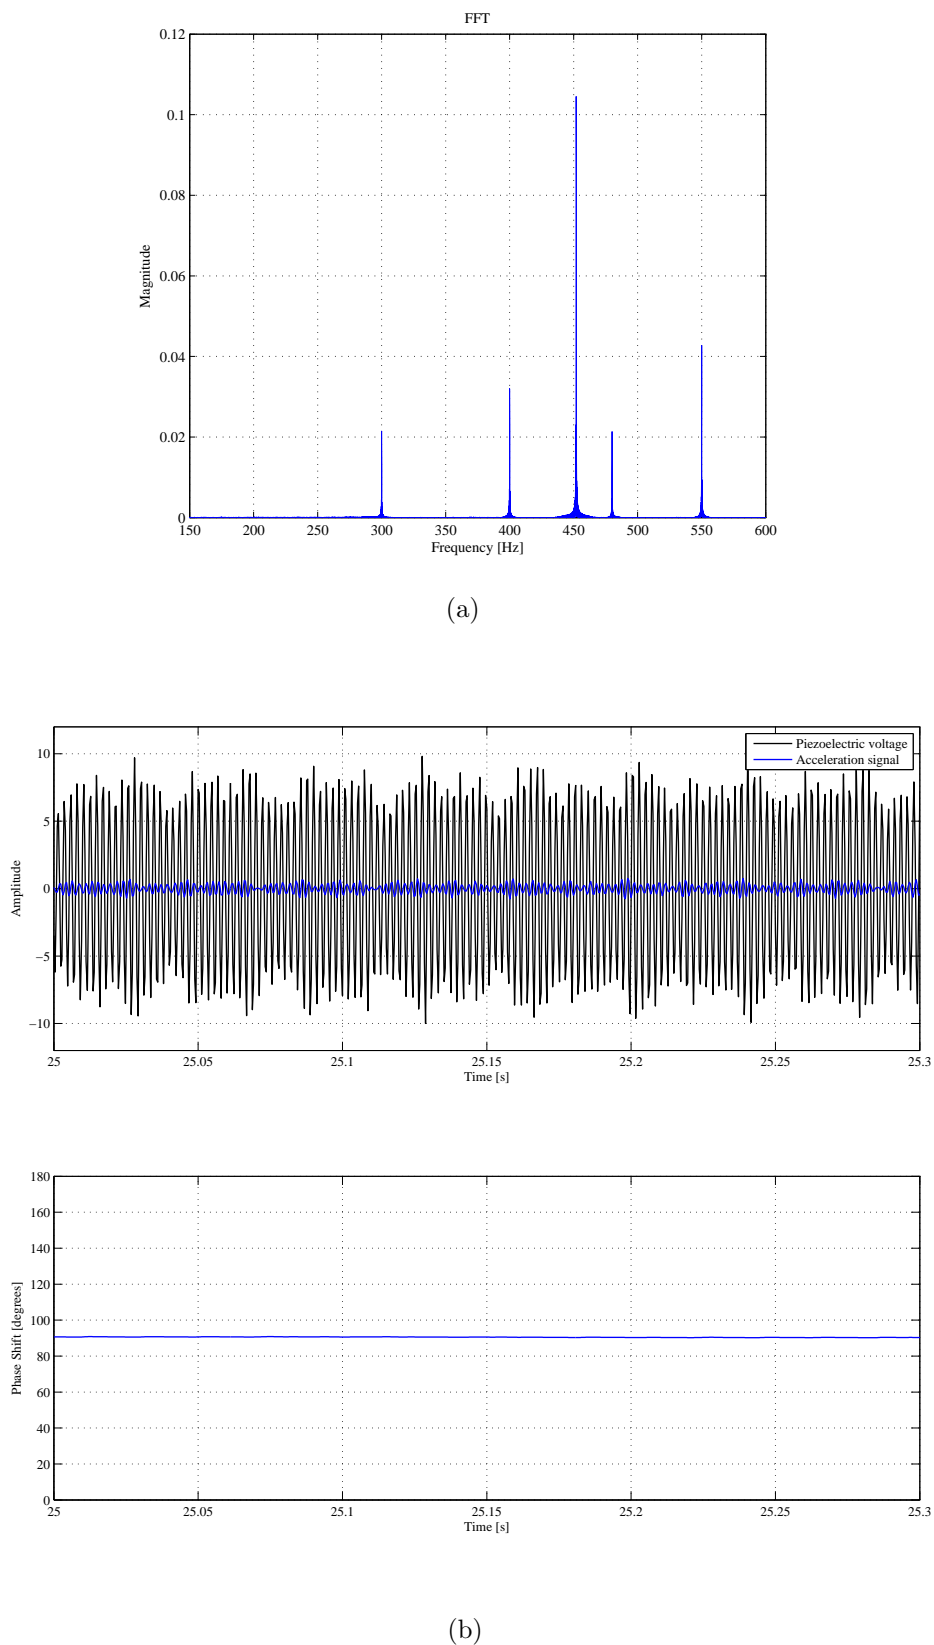 FFT
0.12
0.1
0.08
0.06
0.04
0.02
0
Magnitude
150 200 250 300 350 400 450 500 550 600
Frequency [Hz]
(a)
Piezoelectric voltage
Acceleration signal
10
5
0
−5
−10
Amplitude
25 25.05 25.1 25.15 25.2 25.25 25.3
Time [s]
180
160
140
120
100
80
60
40
20
0
Phase Shift [degrees]
25 25.05 25.1 25.15 25.2 25.25 25.3
Time [s]
(b)